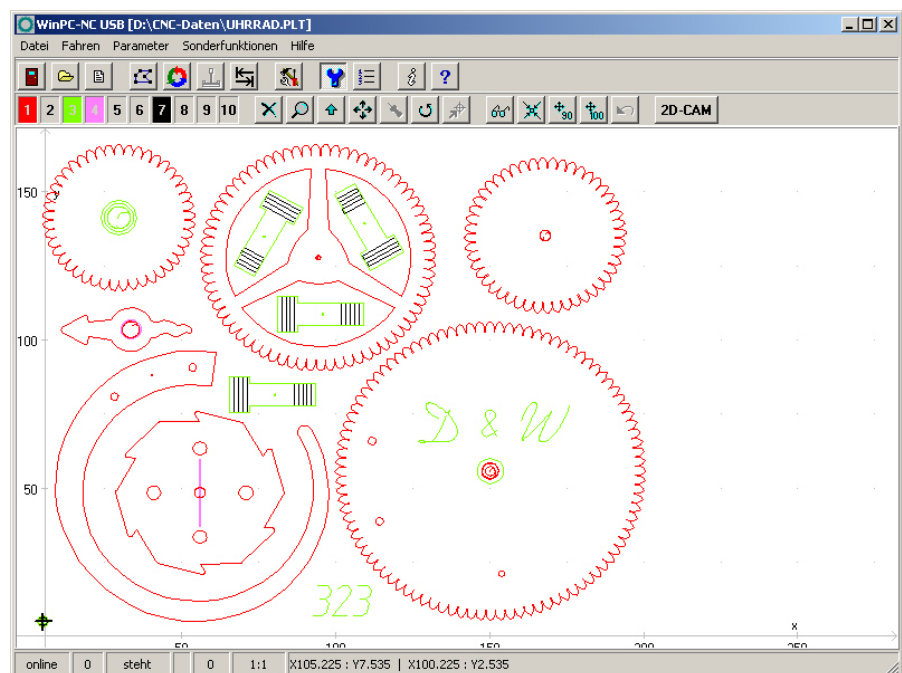 WinPC-NC USB [D:\CNC-Daten\UHRRAD.PLT]
Datei Fahren Parameter Sonderfunktionen Hilfe
1 2 3 4 5 6 7 8 9 10 90 100 2D-CAM
150 y
100
D & W
50
323
x
50 100 150 200 250
online 0 steht 0 1:1 X105.225 : Y7.535 | X100.225 : Y2.535